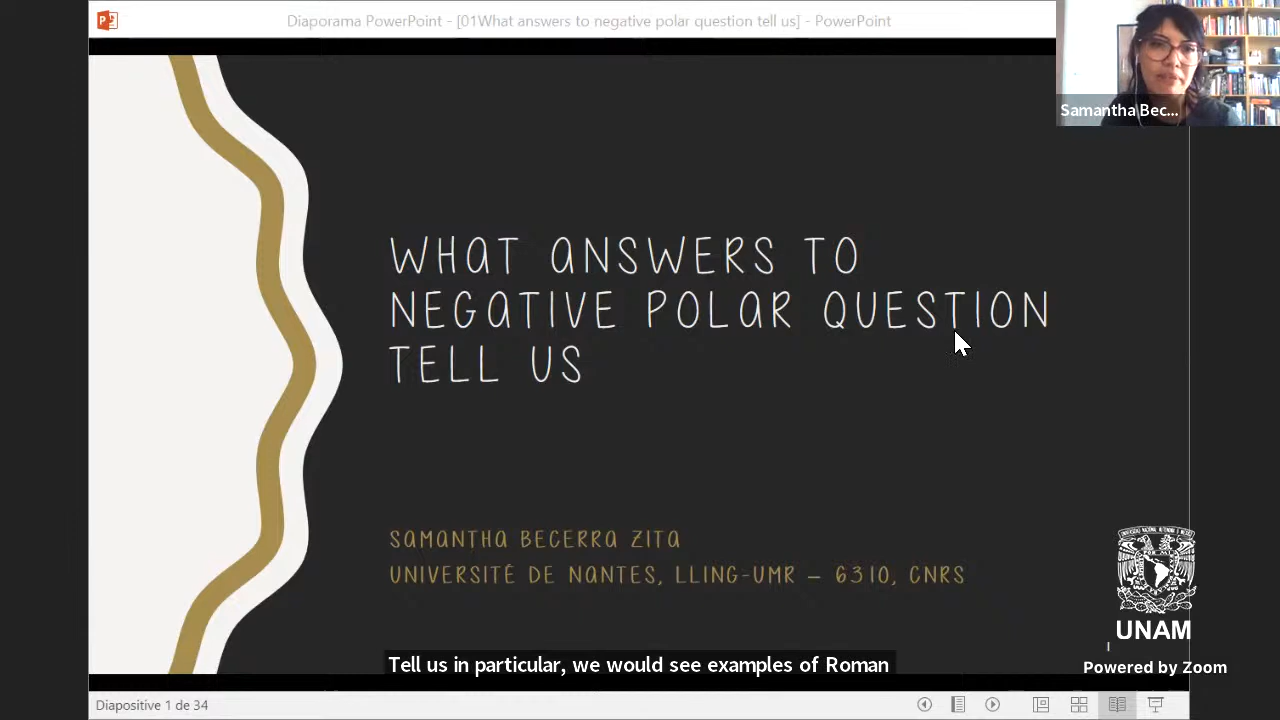 Diaporama PowerPoint - [01What answers to negative polar question tell us] - PowerPoint
Samantha Bec...
WHAT ANSWERS TO
NEGATIVE POLAR QUESTION
TELL US
SAMANTHA BECERRA ZITA
UNIVERSITÉ DE NANTES, LLING-UMR – 6310, CNRS
UNAM
Powered by Zoom
Tell us in particular, we would see examples of Roman
Diapositive 1 de 34